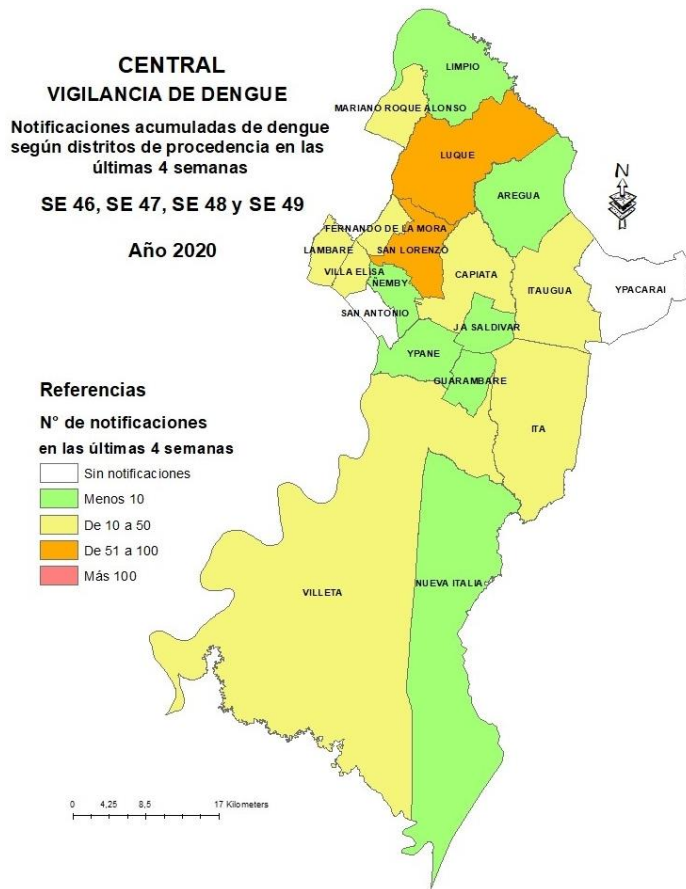 CENTRAL
VIGILANCIA DE DENGUE
Notificaciones acumuladas de dengue
según distritos de procedencia en las
últimas 4 semanas
SE 46, SE 47, SE 48 y SE 49
Año 2020
LIMPIO
MARIANO ROQUE ALONSO
LUQUE
N
AREGUA
FERNANDO DE LA MORA
LAMBARE
SAN LORENZO
VILLA ELISA
CAPIATA
ÑEMBY
ITAUGUA
YPACARAI
SAN ANTONIO
JA SALDIVAR
YPANE
GUARAMBARE
ITA
VILLETA
NUEVA ITALIA
Referencias
N° de notificaciones
en las últimas 4 semanas
Sin notificaciones
Menos 10
De 10 a 50
De 51 a 100
Más 100
0 4,25 8,5 17 Kilometers